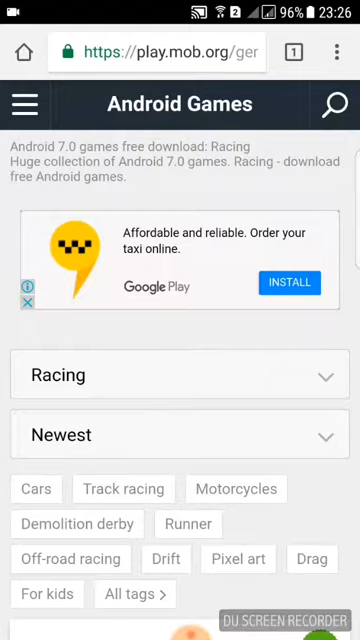 2 96% 23:26
https://play.mob.org/ger
1
Android Games
Android 7.0 games free download: Racing
Huge collection of Android 7.0 games. Racing - download
free Android games.
Affordable and reliable. Order your
taxi online.
Google Play
INSTALL
Racing
Newest
Cars Track racing Motorcycles
Demolition derby Runner
Off-road racing Drift Pixel art Drag
For kids All tags >
DU SCREEN RECORDER